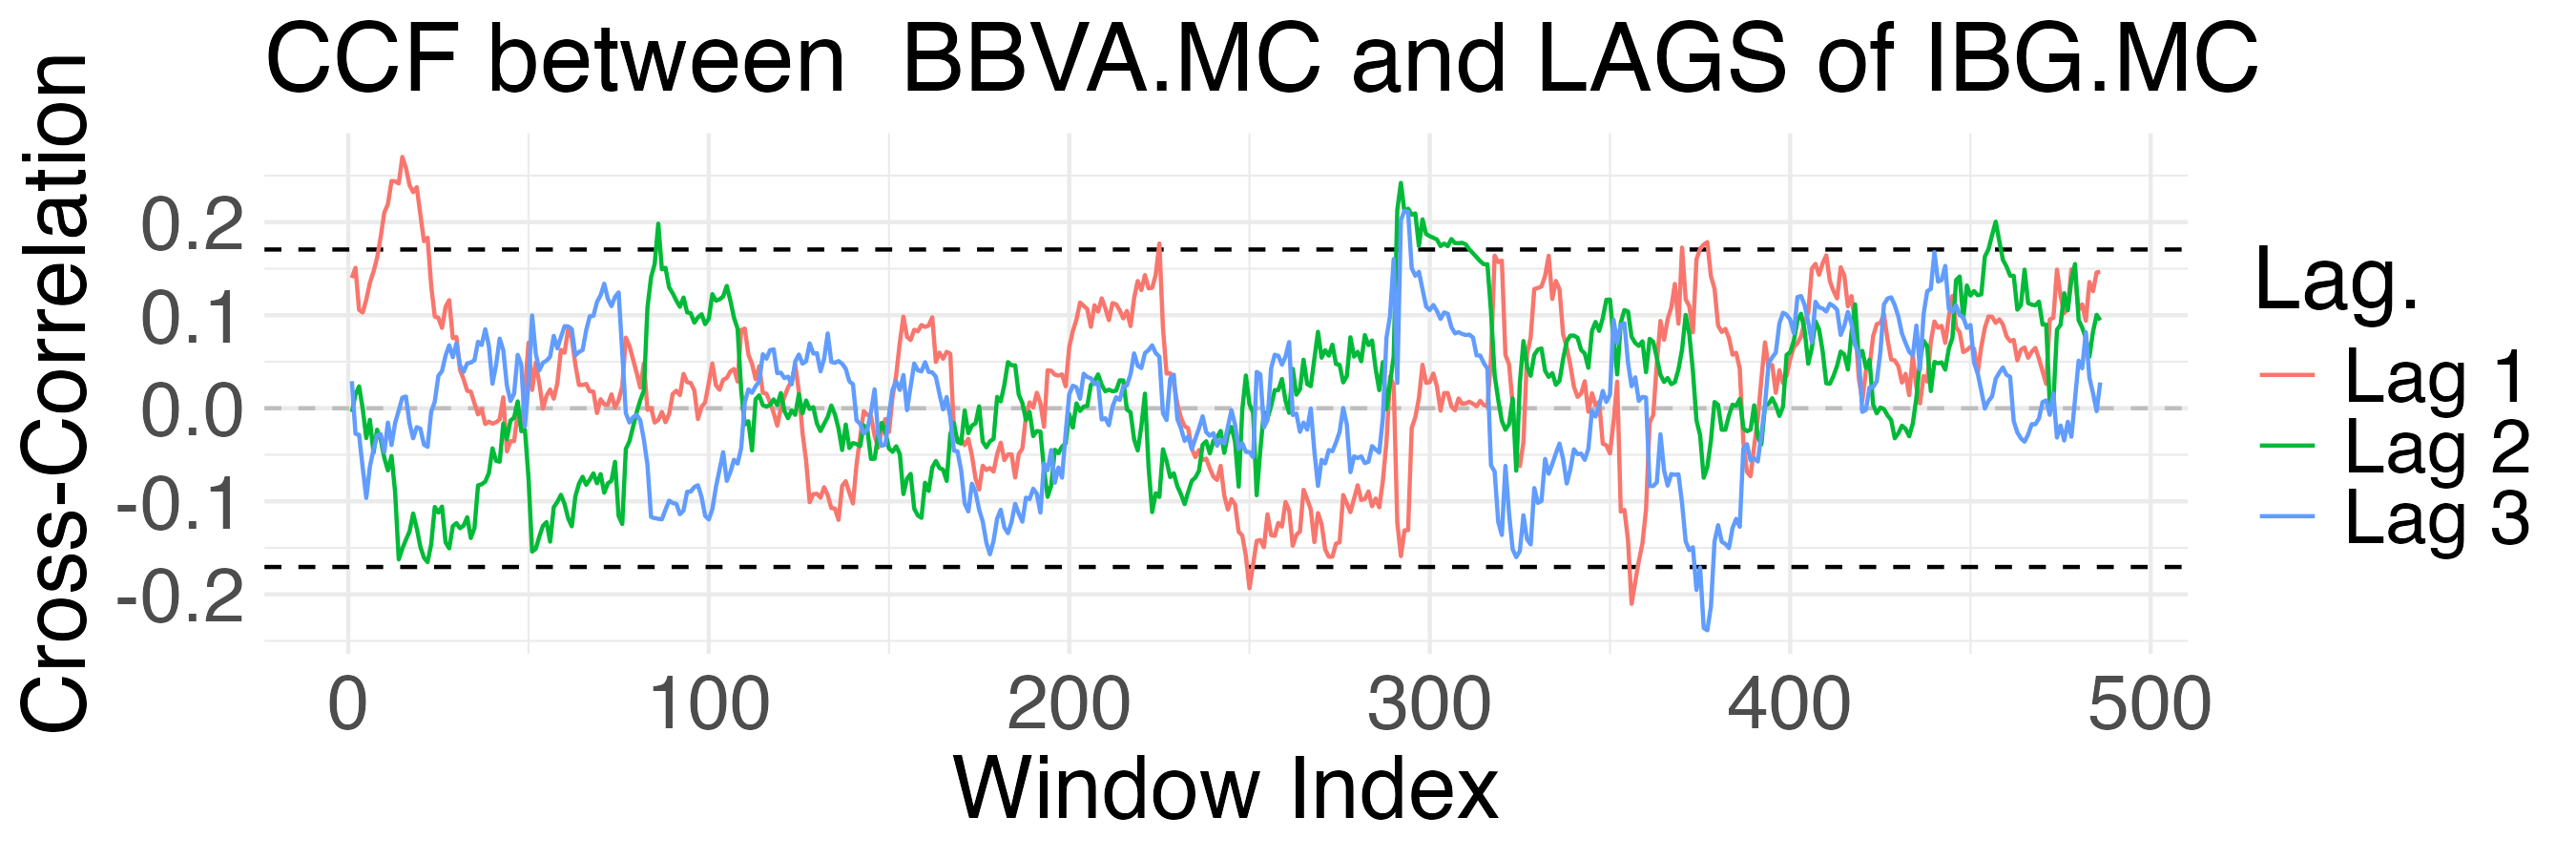 CCF between  BBVA.MC and LAGS of IBG.MC
Cross-Correlation
0.2
0.1
0.0
-0.1
-0.2
0 100 200 300 400 500
Window Index
Lag.
Lag 1
Lag 2
Lag 3